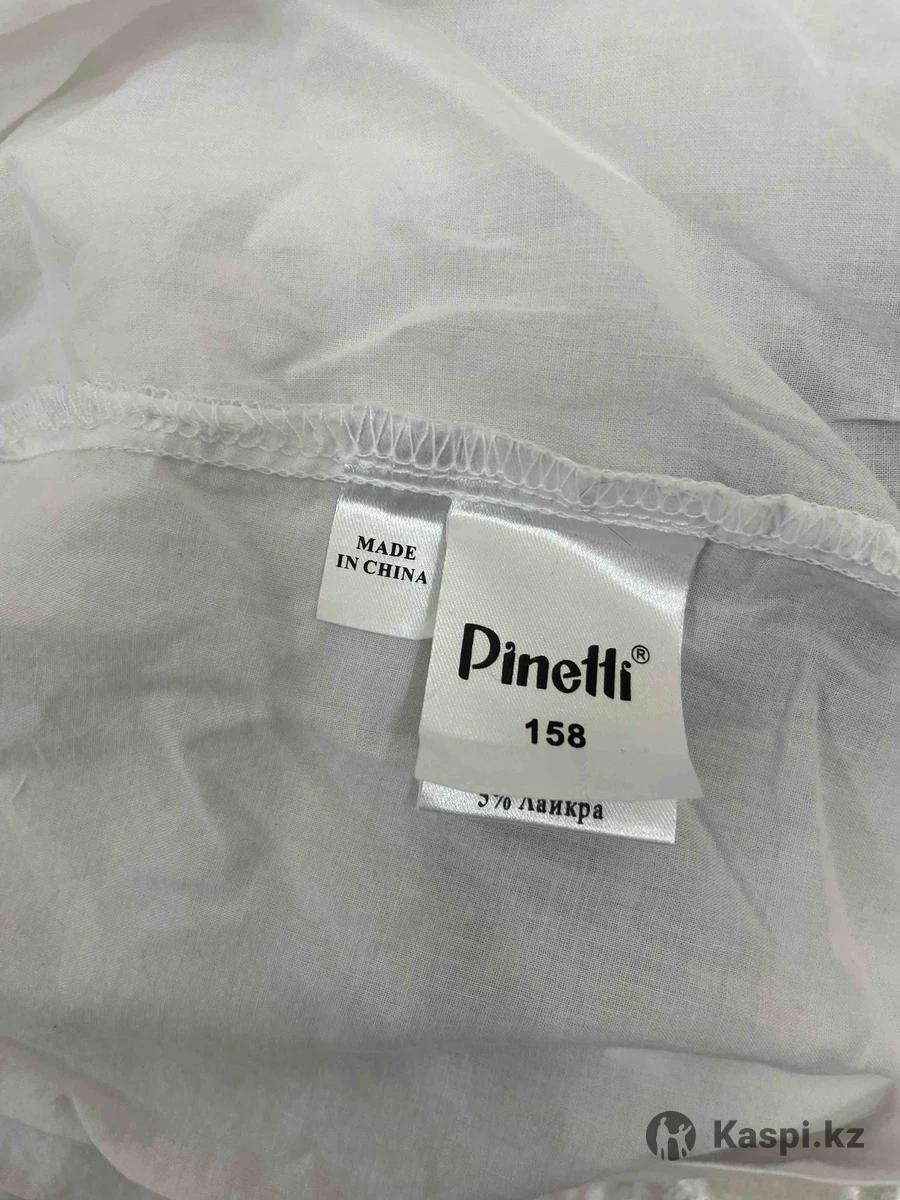 MADE
IN CHINA
Pinetti®
158
5% Лайкра
Kaspi.kz